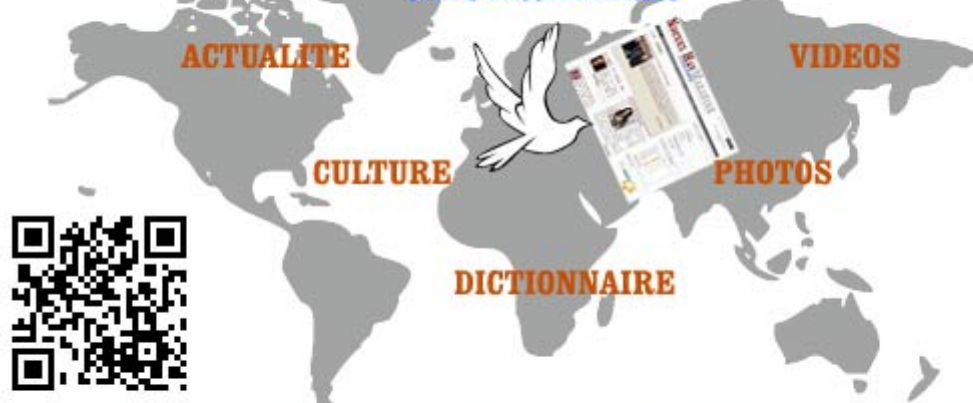 ACTUALITE
VIDEOS
CULTURE
PHOTOS
DICTIONNAIRE